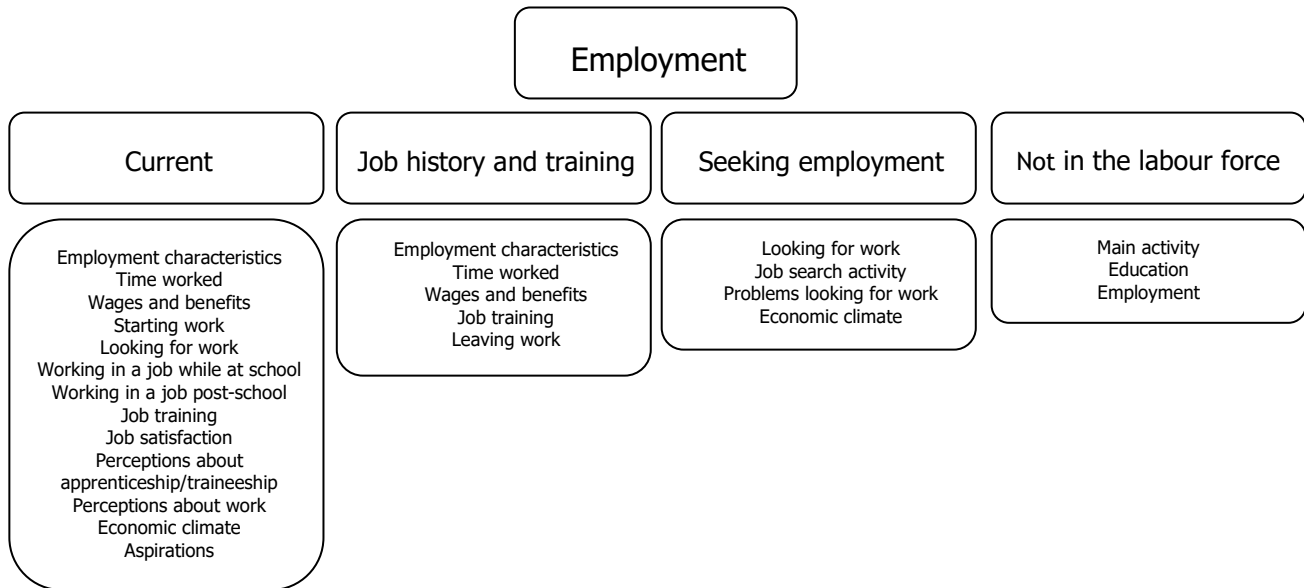 Employment
Current
Job history and training
Seeking employment
Not in the labour force
Employment characteristics
Time worked
Wages and benefits
Starting work
Looking for work
Working in a job while at school
Working in a job post-school
Job training
Job satisfaction
Perceptions about
apprenticeship/traineeship
Perceptions about work
Economic climate
Aspirations
Employment characteristics
Time worked
Wages and benefits
Job training
Leaving work
Looking for work
Job search activity
Problems looking for work
Economic climate
Main activity
Education
Employment